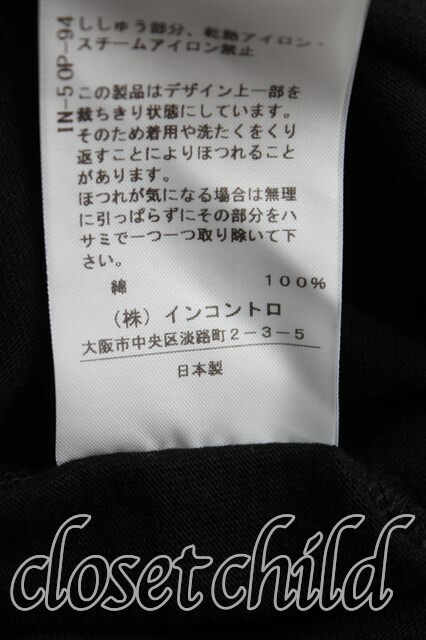 IN-50P-94
ししゅう部分、乾熱アイロン・
スチームアイロン禁止
この製品はデザイン上一部を
裁ちきり状態にしています。
そのため着用や洗たくをくり
返すことによりほつれること
があります。
ほつれが気になる場合は無理
に引っぱらずにその部分をハ
サミで一つ一つ取り除いて下
さい。
綿 100%
(株) インコントロ
大阪市中央区淡路町2-3-5
日本製
closet child